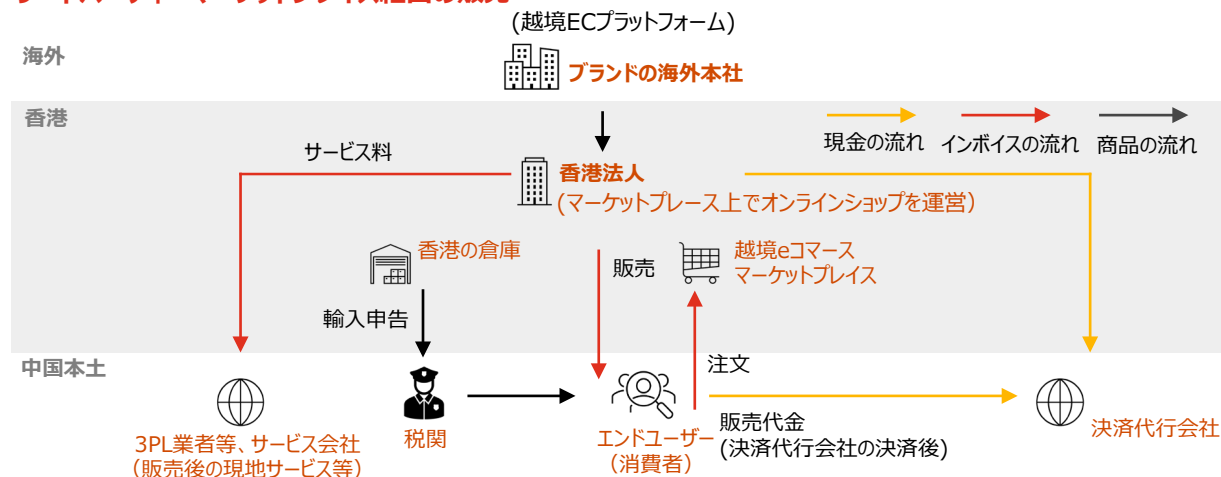 (越境ECプラットフォーム)
海外
ブランドの海外本社
香港
現金の流れ
インボイスの流れ
商品の流れ
サービス料
香港法人
(マーケットプレース上でオンラインショップを運営)
香港の倉庫
販売
越境eコマース
マーケットプレイス
輸入申告
中国本土
注文
3PL業者等、サービス会社
(販売後の現地サービス等)
税関
エンドユーザー
(消費者)
販売代金
(決済代行会社の決済後)
決済代行会社